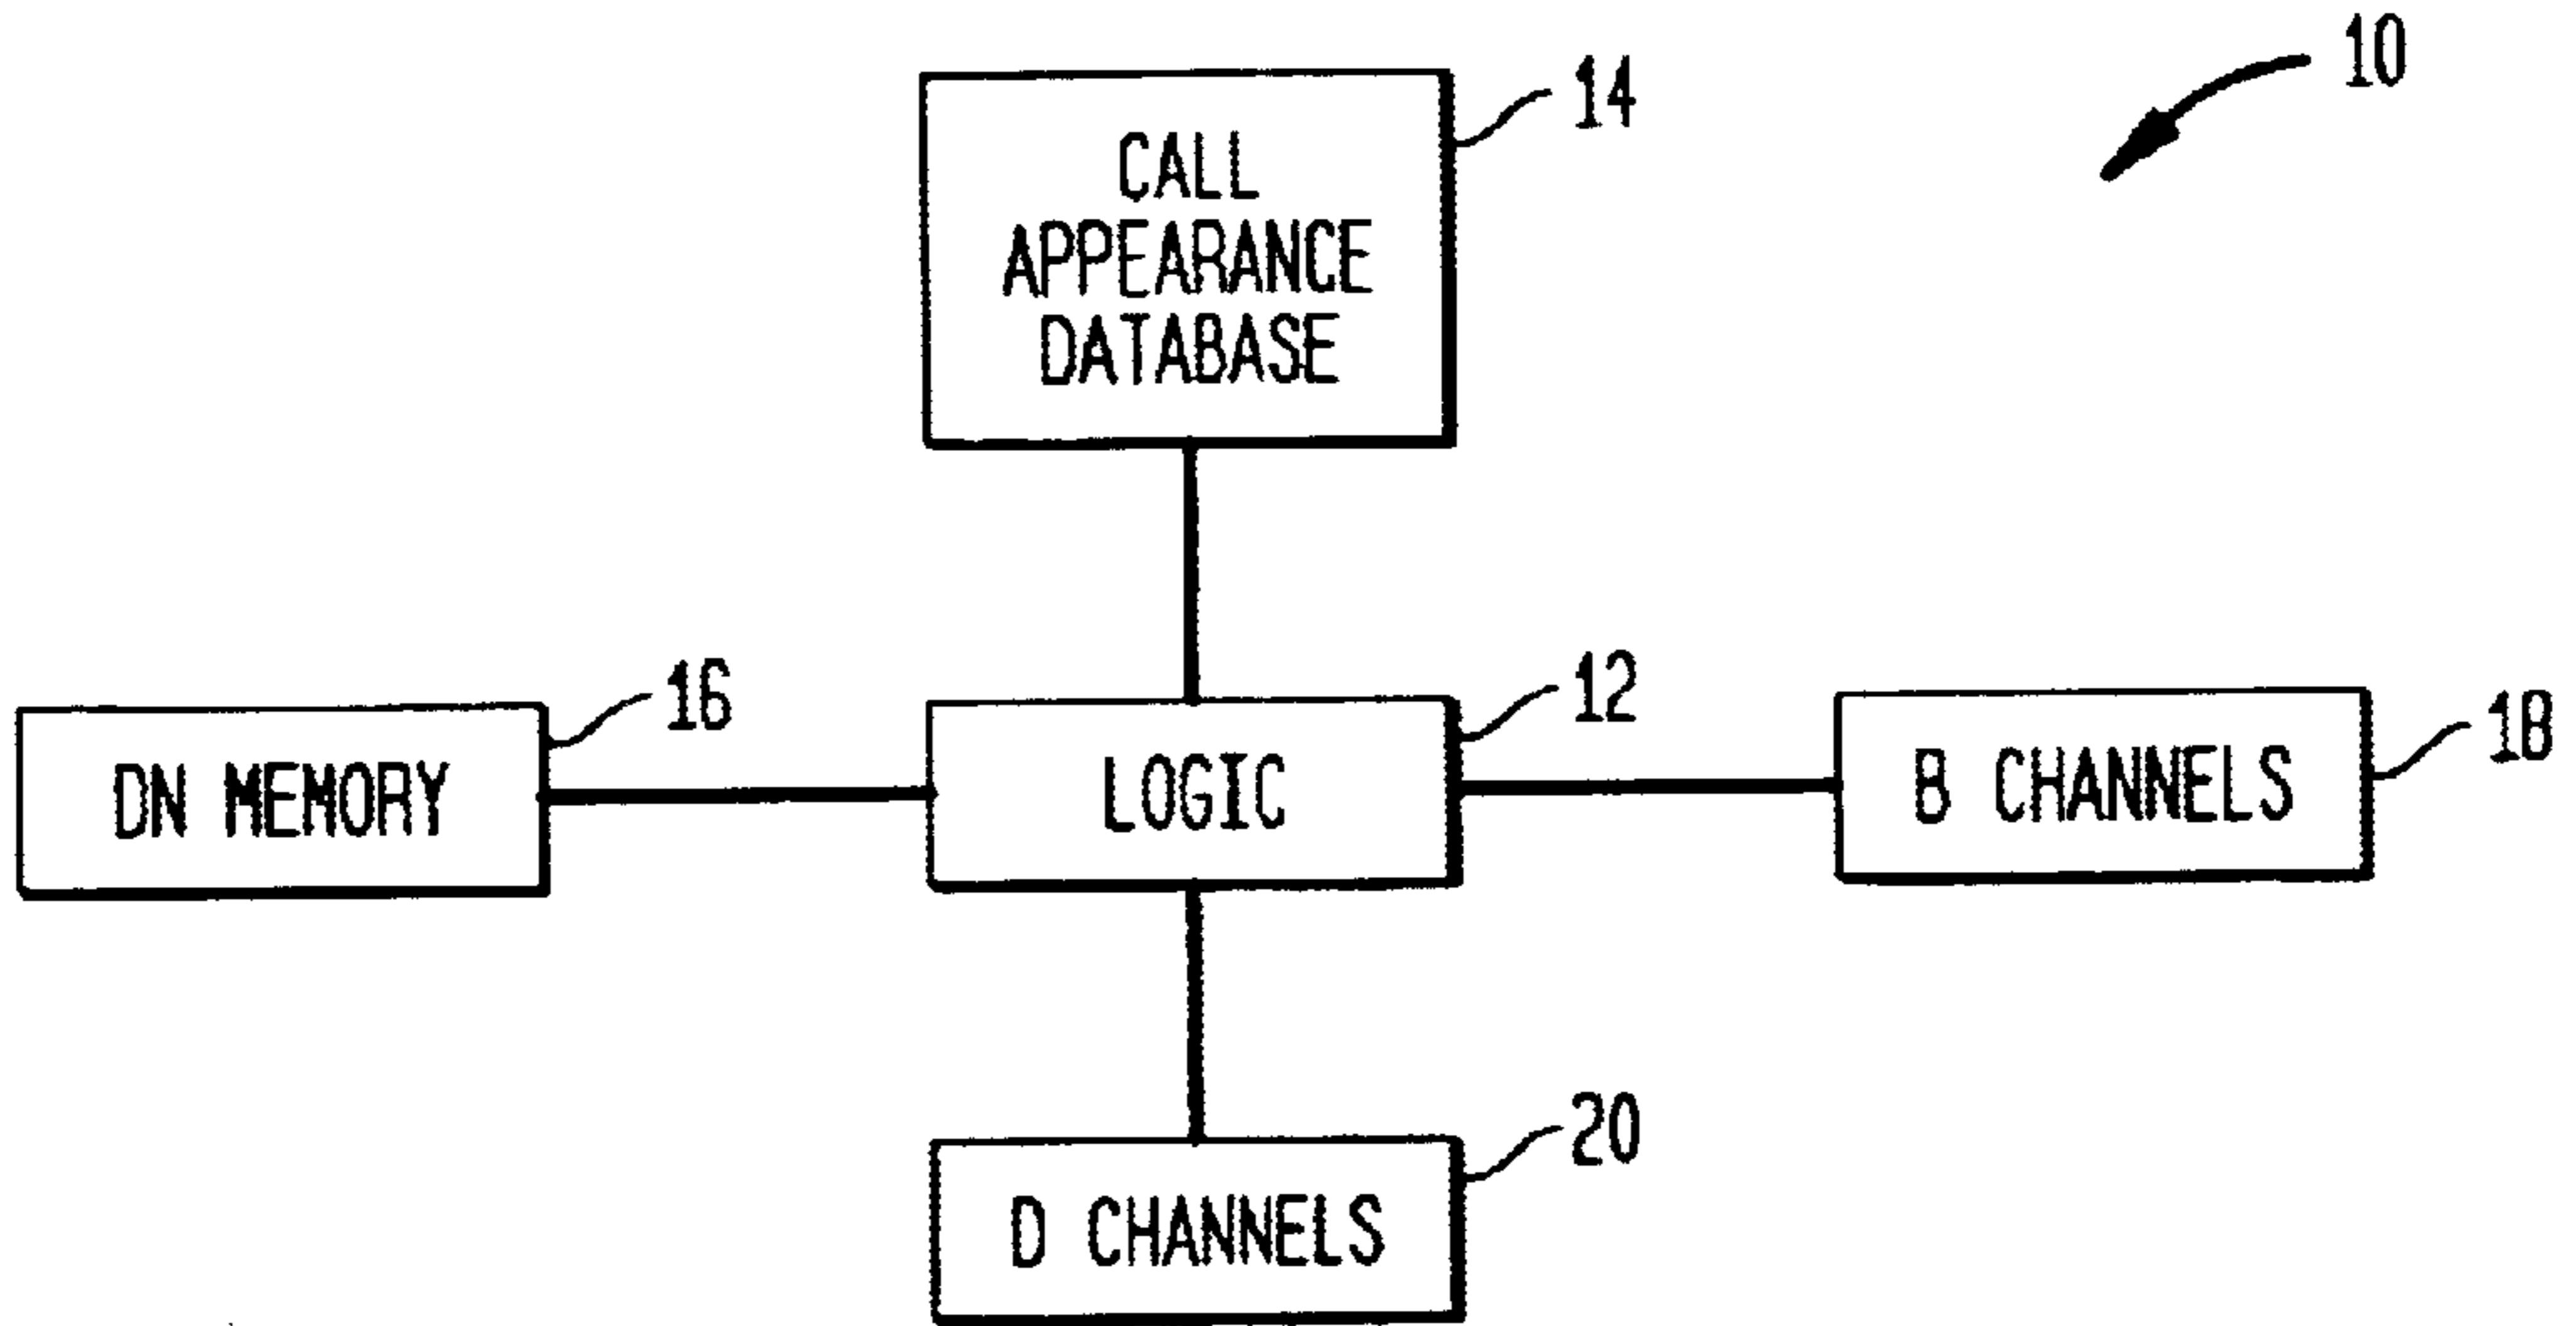 10
14
CALL
APPEARANCE
DATABASE
16
12
18
DN MEMORY
LOGIC
B CHANNELS
20
D CHANNELS